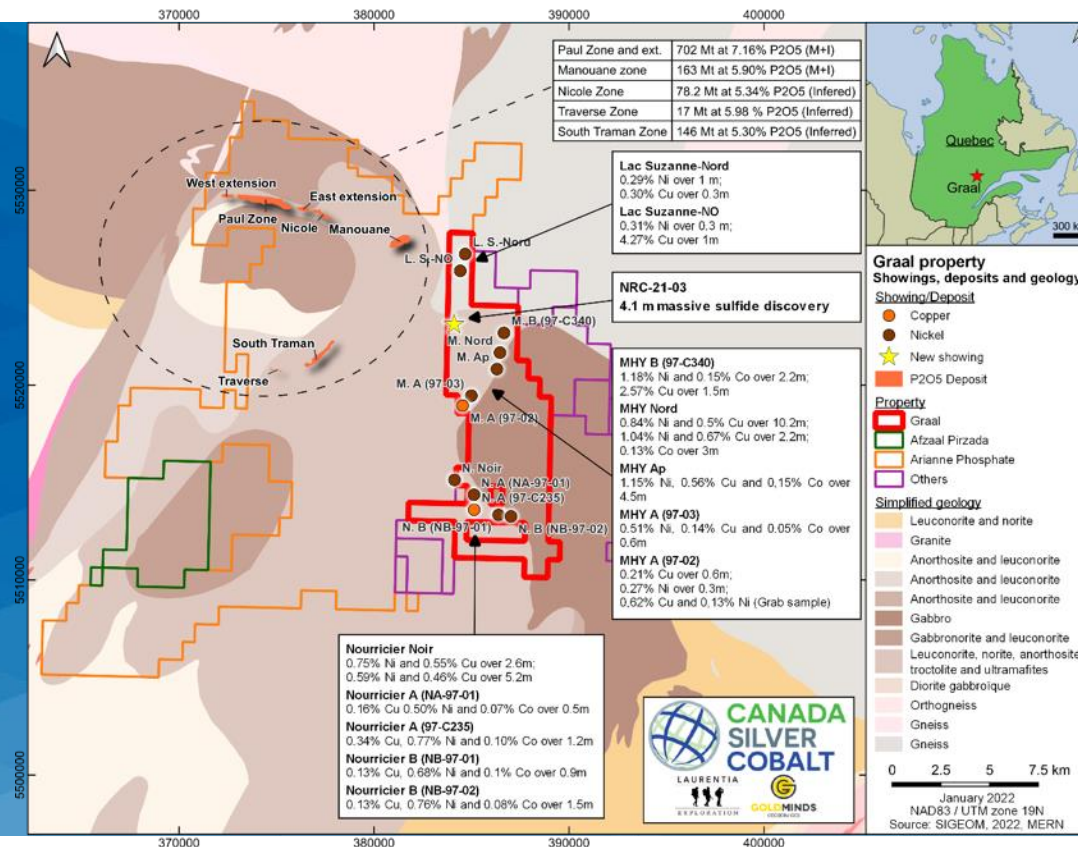 370000 380000 390000 400000
Paul Zone and ext. 702 Mt at 7.16% P2O5 (M+I)
Manouane zone 163 Mt at 5.90% P2O5 (M+I)
Nicole Zone 78.2 Mt at 5.34% P2O5 (Infered)
Traverse Zone 17 Mt at 5.98 % P2O5 (Inferred)
South Traman Zone 146 Mt at 5.30% P2O5 (Inferred)
Quebec
Graal
300 k
5530000
5520000
5510000
5500000
West extension
East extension
Paul Zone
Nicole
Manouane
South Traman
Traverse
L. S.-Nord
L. S.-NO
M. B (97-C340)
M. Nord
M. Ap
M. A (97-03)
M. A (97-02)
N. Noir
N. A (NA-97-01)
N. A (97-C235)
N. B (NB-97-01)
N. B (NB-97-02)
Lac Suzanne-Nord
0.29% Ni over 1 m;
0.30% Cu over 0.3m
Lac Suzanne-NO
0.31% Ni over 0.3 m;
4.27% Cu over 1m
NRC-21-03
4.1 m massive sulfide discovery
MHY B (97-C340)
1.18% Ni and 0.15% Co over 2.2m;
2.57% Cu over 1.5m
MHY Nord
0.84% Ni and 0.5% Cu over 10.2m;
1.04% Ni and 0.67% Cu over 2.2m;
0.13% Co over 3m
MHY Ap
1.15% Ni, 0.56% Cu and 0,15% Co over
4.5m
MHY A (97-03)
0.51% Ni, 0.14% Cu and 0.05% Co over
0.6m
MHY A (97-02)
0.21% Cu over 0.6m;
0.27% Ni over 0.3m;
0,62% Cu and 0,13% Ni (Grab sample)
Nourricier Noir
0.75% Ni and 0.55% Cu over 2.6m;
0.59% Ni and 0.46% Cu over 5.2m
Nourricier A (NA-97-01)
0.16% Cu 0.50% Ni and 0.07% Co over 0.5m
Nourricier A (97-C235)
0.34% Cu, 0.77% Ni and 0.10% Co over 1.2m
Nourricier B (NB-97-01)
0.13% Cu, 0.68% Ni and 0.1% Co over 0.9m
Nourricier B (NB-97-02)
0.13% Cu, 0.76% Ni and 0.08% Co over 1.5m
CANADA
SILVER
COBALT
LAURENTIA
EXPLORATION
GOLDMINDS
Graal property
Showings, deposits and geology
Showing/Deposit
Copper
Nickel
New showing
P2O5 Deposit
Property
Graal
Afzaal Pirzada
Arianne Phosphate
Others
Simplified geology
Leuconorite and norite
Granite
Anorthosite and leuconorite
Anorthosite and leuconorite
Anorthosite and leuconorite
Gabbro
Gabbronorite and leuconorite
Leuconorite, norite, anorthosite
troctolite and ultramafites
Diorite gabbroïque
Orthogneiss
Gneiss
Gneiss
0 2.5 5 7.5 km
January 2022
NAD83 / UTM zone 19N
Source: SIGEOM, 2022, MERN
370000 380000 390000 400000